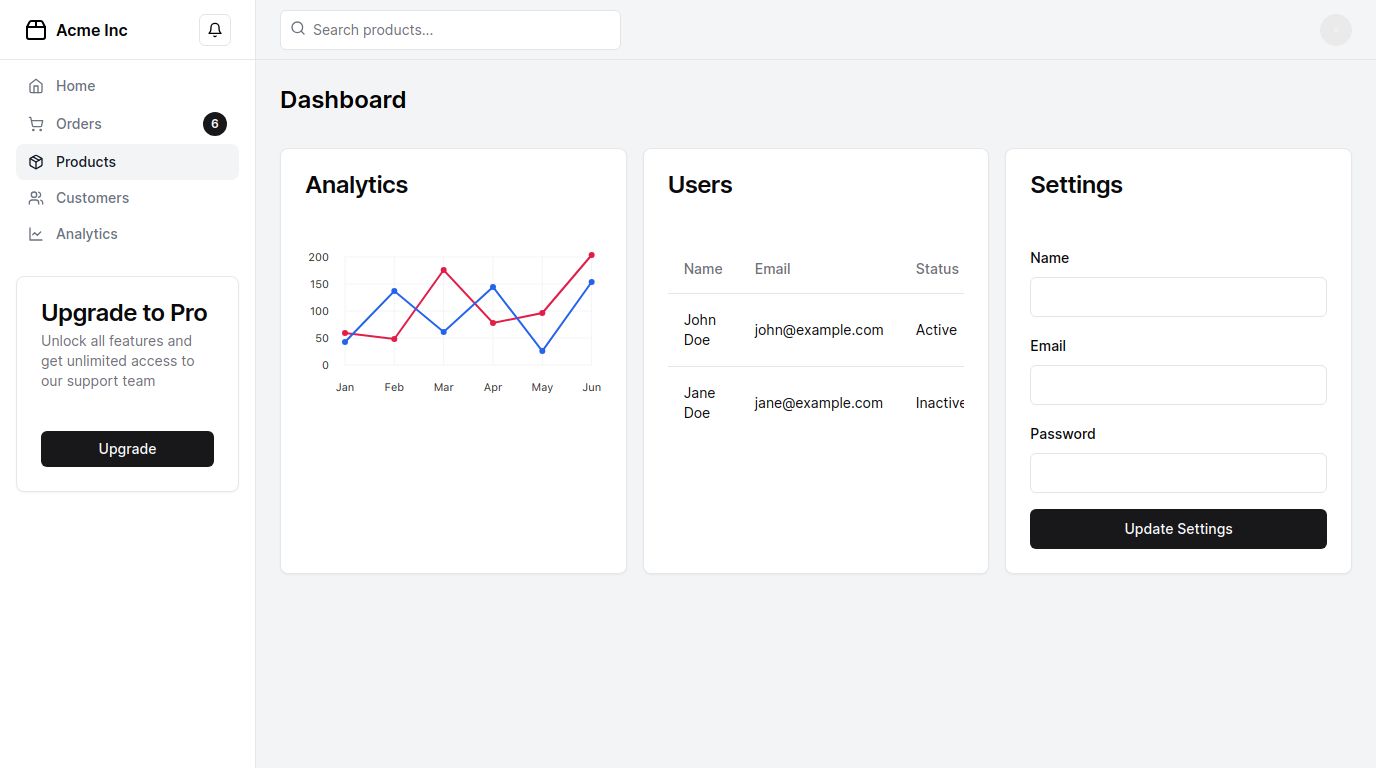 Acme Inc
Search products...
Home
Orders 6
Products
Customers
Analytics
Upgrade to Pro
Unlock all features and
get unlimited access to
our support team
Upgrade
Dashboard
Analytics
200
150
100
50
0
Jan Feb Mar Apr May Jun
Users
Name Email Status
John
Doe
john@example.com Active
Jane
Doe
jane@example.com Inactive
Settings
Name
Email
Password
Update Settings